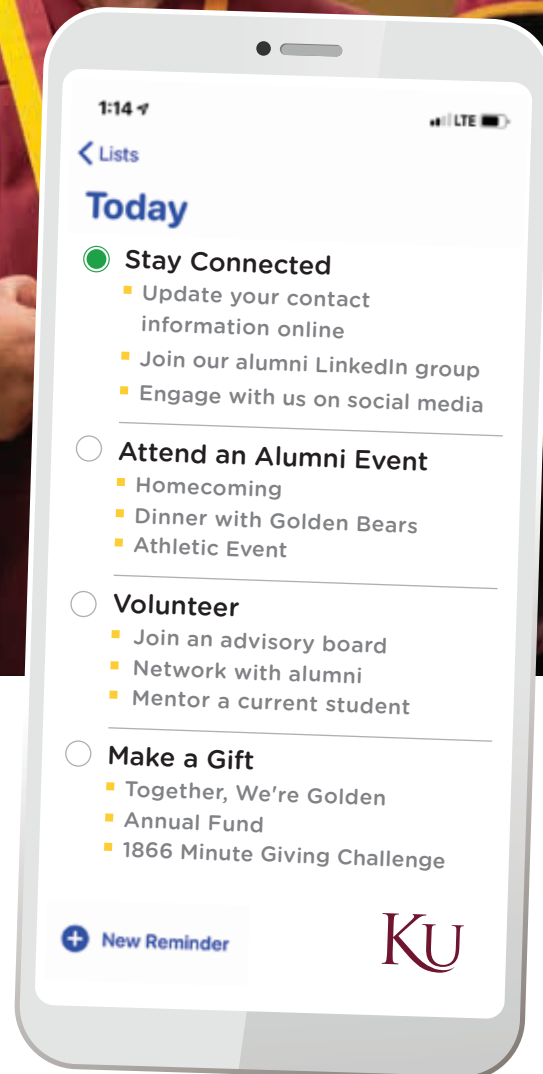 1:14
LTE
Lists
Today
Stay Connected
Update your contact
information online
Join our alumni LinkedIn group
Engage with us on social media
Attend an Alumni Event
Homecoming
Dinner with Golden Bears
Athletic Event
Volunteer
Join an advisory board
Network with alumni
Mentor a current student
Make a Gift
Together, We're Golden
Annual Fund
1866 Minute Giving Challenge
New Reminder
KU